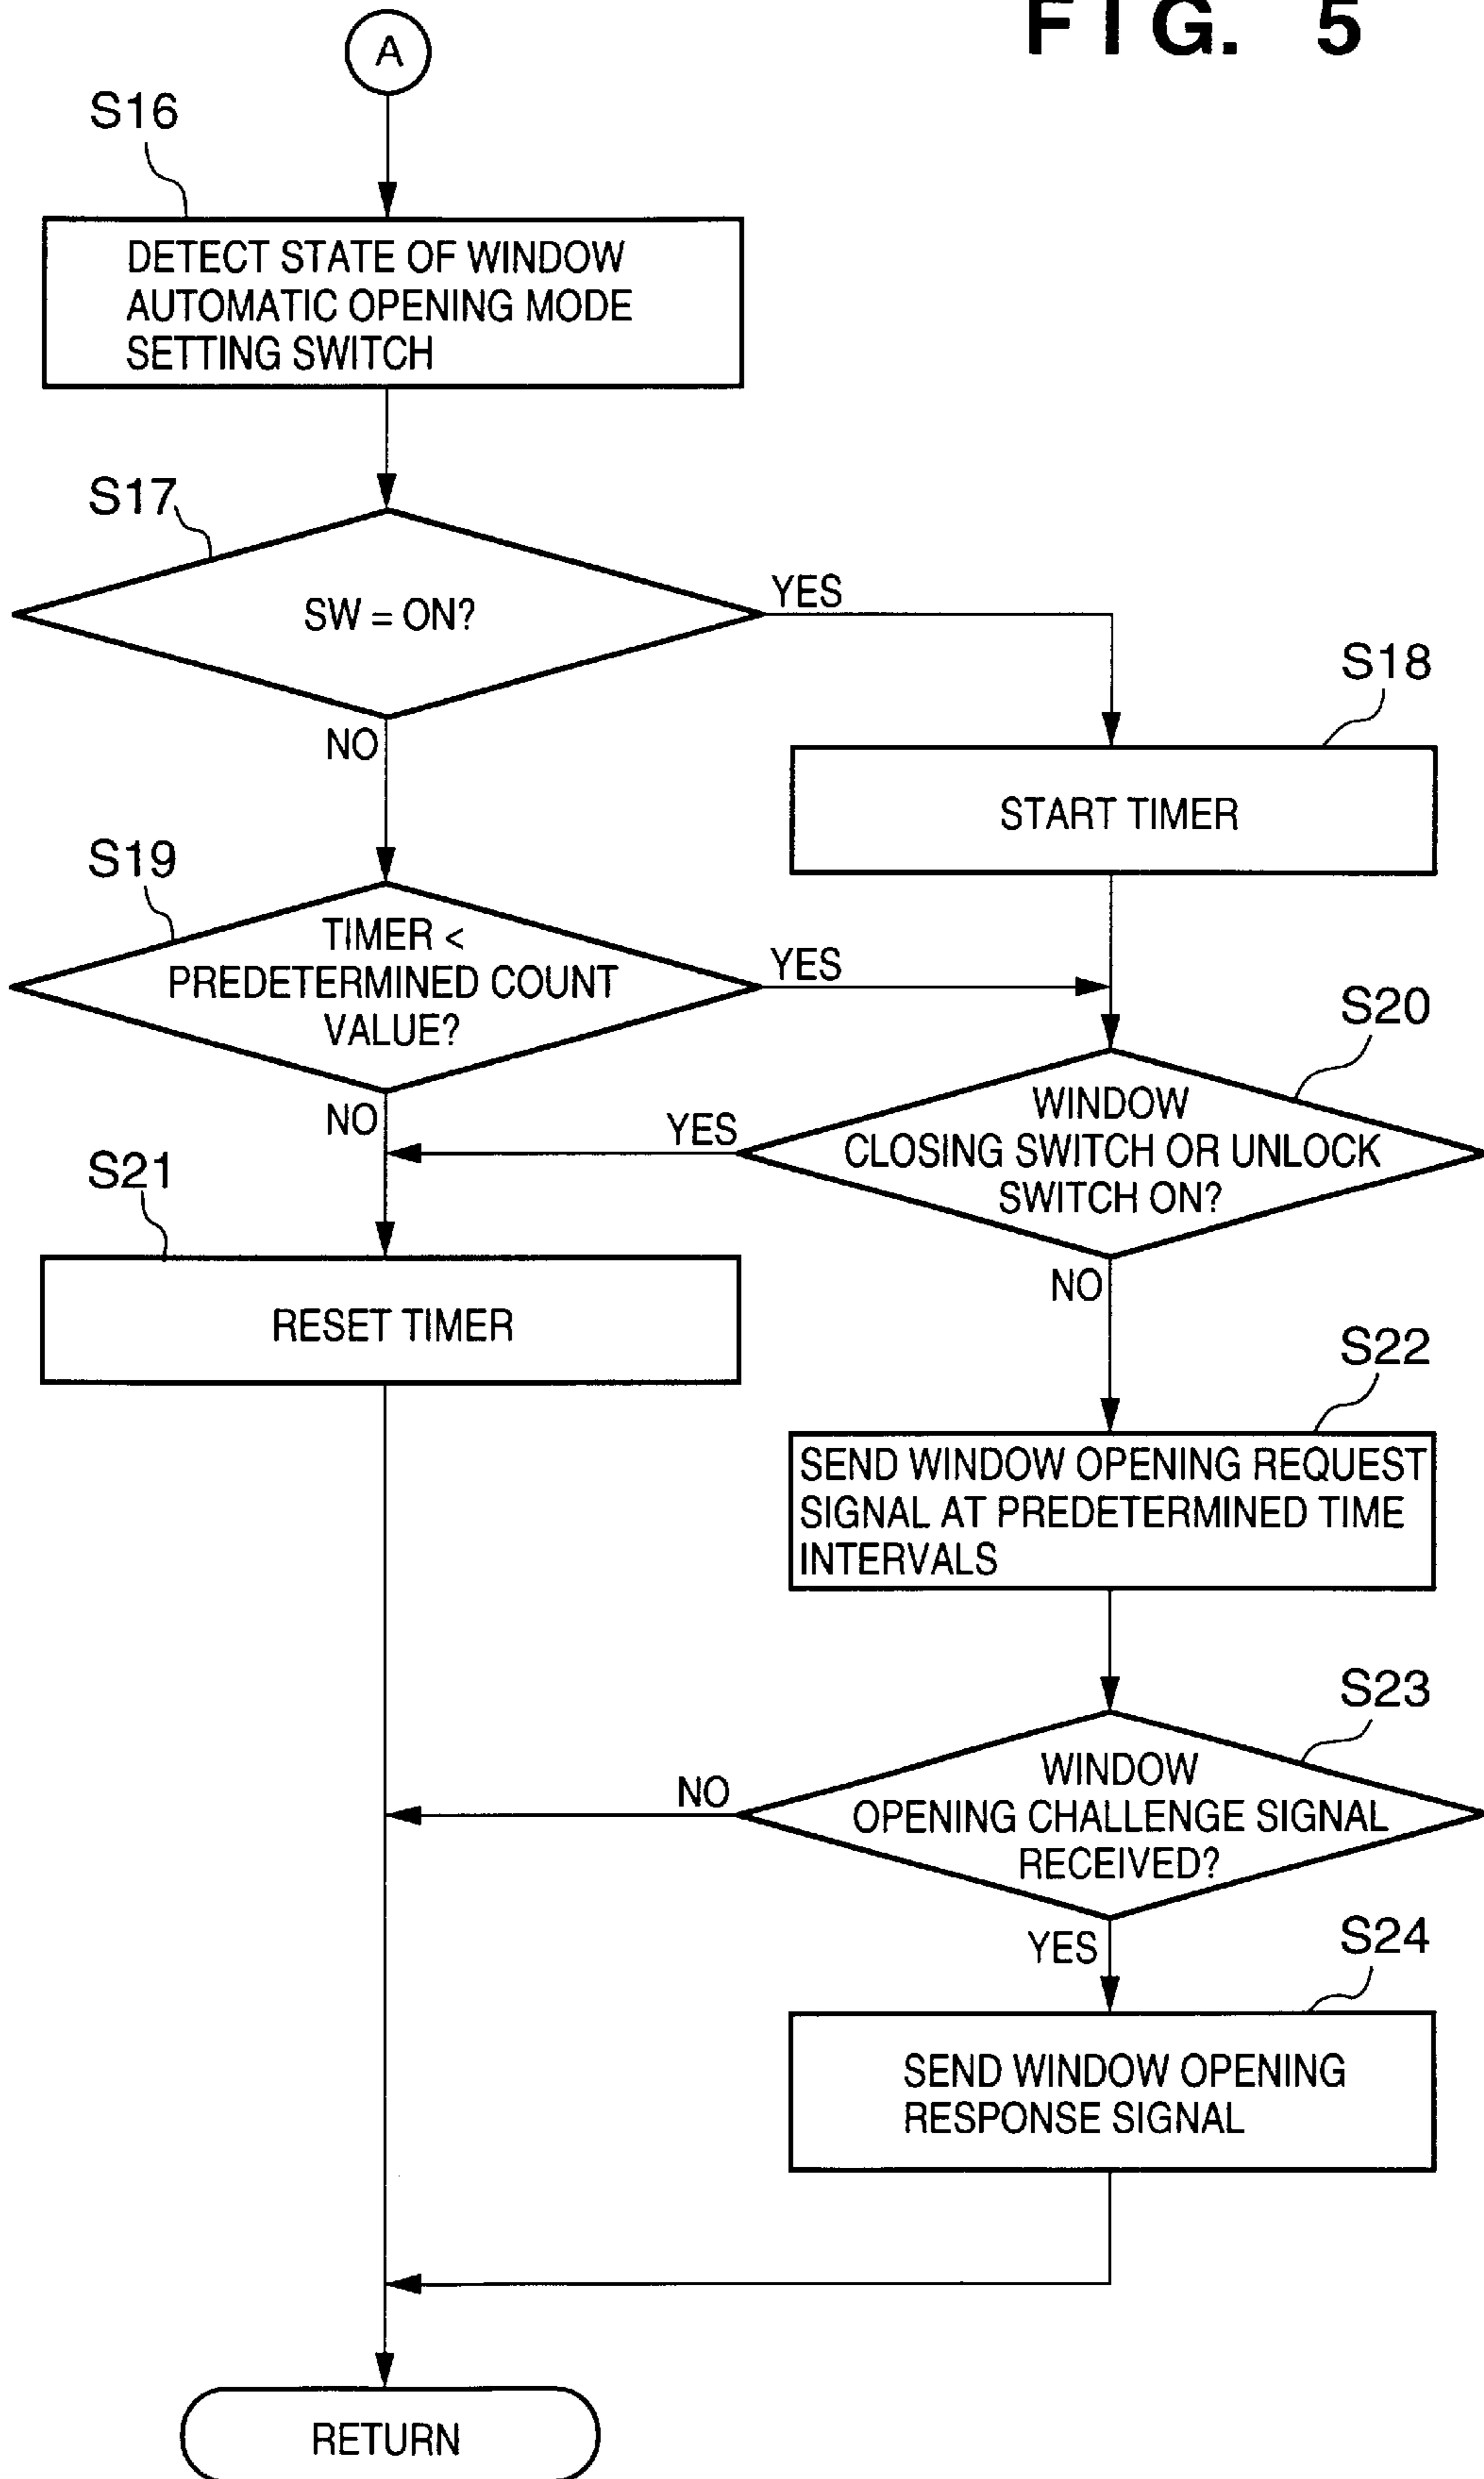 FIG. 5
A
S16
DETECT STATE OF WINDOW
AUTOMATIC OPENING MODE
SETTING SWITCH
S17
SW = ON?
YES
NO
S18
START TIMER
S19
TIMER <
PREDETERMINED COUNT
VALUE?
YES
NO
S20
WINDOW
CLOSING SWITCH OR UNLOCK
SWITCH ON?
YES
NO
S21
RESET TIMER
S22
SEND WINDOW OPENING REQUEST
SIGNAL AT PREDETERMINED TIME
INTERVALS
S23
WINDOW
OPENING CHALLENGE SIGNAL
RECEIVED?
NO
YES
S24
SEND WINDOW OPENING
RESPONSE SIGNAL
RETURN